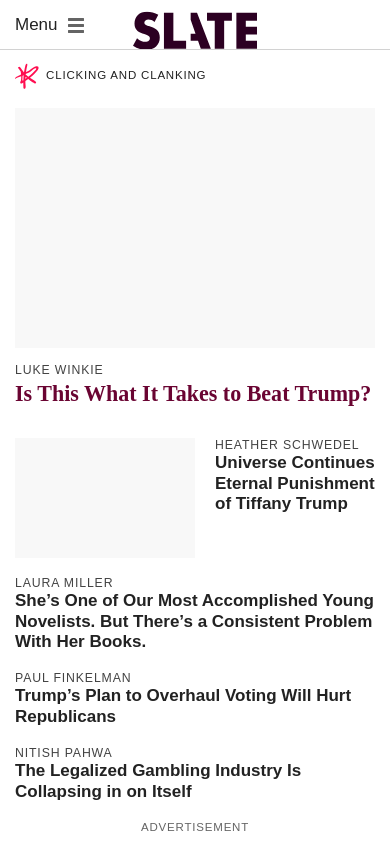 Menu
SLATE
CLICKING AND CLANKING
LUKE WINKIE
Is This What It Takes to Beat Trump?
HEATHER SCHWEDEL
Universe Continues
Eternal Punishment
of Tiffany Trump
LAURA MILLER
She’s One of Our Most Accomplished Young
Novelists. But There’s a Consistent Problem
With Her Books.
PAUL FINKELMAN
Trump’s Plan to Overhaul Voting Will Hurt
Republicans
NITISH PAHWA
The Legalized Gambling Industry Is
Collapsing in on Itself
ADVERTISEMENT